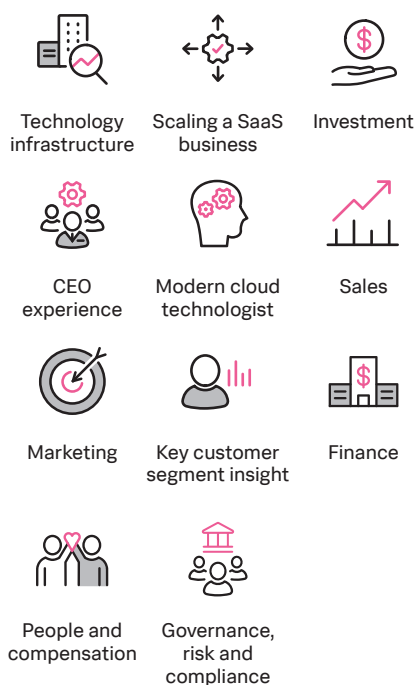 Technology
infrastructure
Scaling a SaaS
business
$
Investment
CEO
experience
Modern cloud
technologist
Sales
Marketing
Key customer
segment insight
$
Finance
People and
compensation
Governance,
risk and
compliance